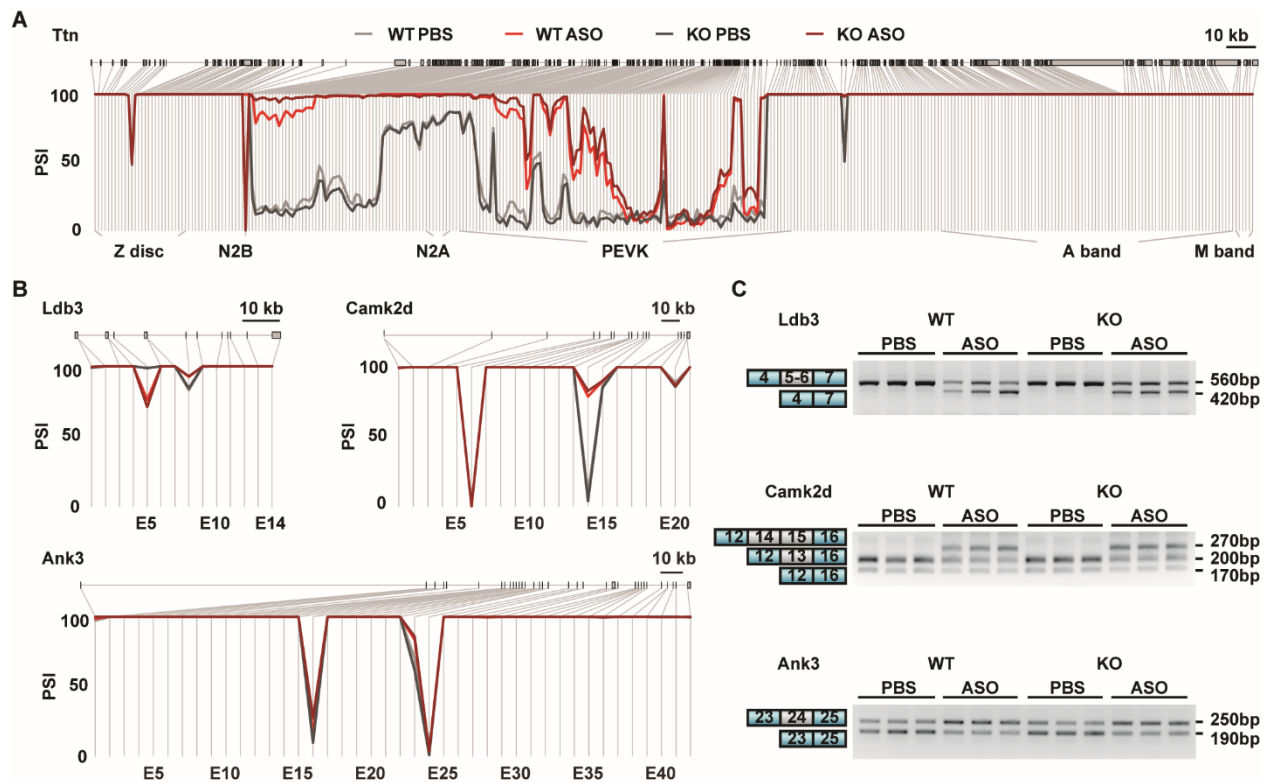 A
Ttn
WT PBS WT ASO KO PBS KO ASO
10 kb
100
50
0
PSI
Z disc N2B N2A PEVK A band M band
B
Ldb3
10 kb
100
50
0
PSI
E5 E10 E14
Camk2d
10 kb
100
50
0
PSI
E5 E10 E15 E20
Ank3
10 kb
100
50
0
PSI
E5 E10 E15 E20 E25 E30 E35 E40
C
Ldb3 WT KO
PBS ASO PBS ASO
4 5-6 7 560bp
4 7 420bp
Camk2d WT KO
PBS ASO PBS ASO
12 14 15 16 270bp
12 13 16 200bp
12 16 170bp
Ank3 WT KO
PBS ASO PBS ASO
23 24 25 250bp
23 25 190bp